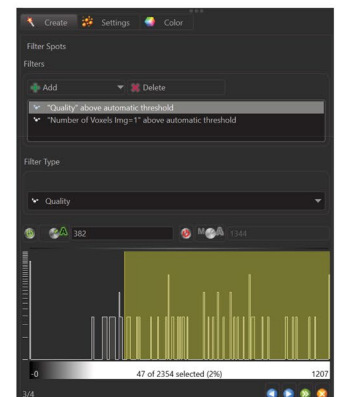 Create Settings Color
Filter Spots
Filters
Add Delete
"Quality" above automatic threshold
"Number of Voxels Img=1" above automatic threshold
Filter Type
Quality
A 382 M A 1344
-0 47 of 2354 selected (2%) 1207
3/4